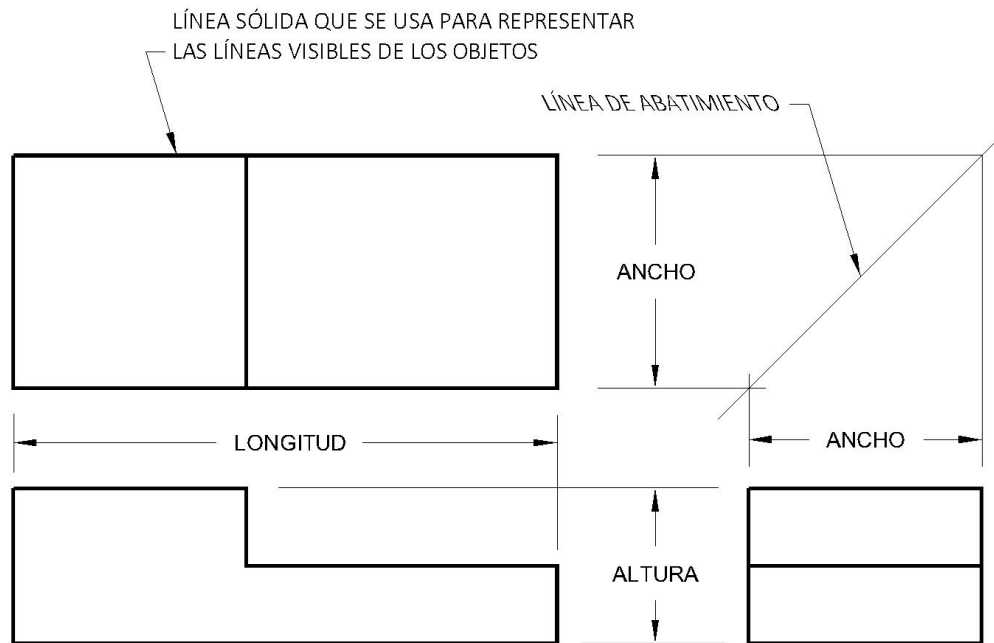 LÍNEA SÓLIDA QUE SE USA PARA REPRESENTAR
LAS LÍNEAS VISIBLES DE LOS OBJETOS
LÍNEA DE ABATIMIENTO
ANCHO
LONGITUD
ANCHO
ALTURA